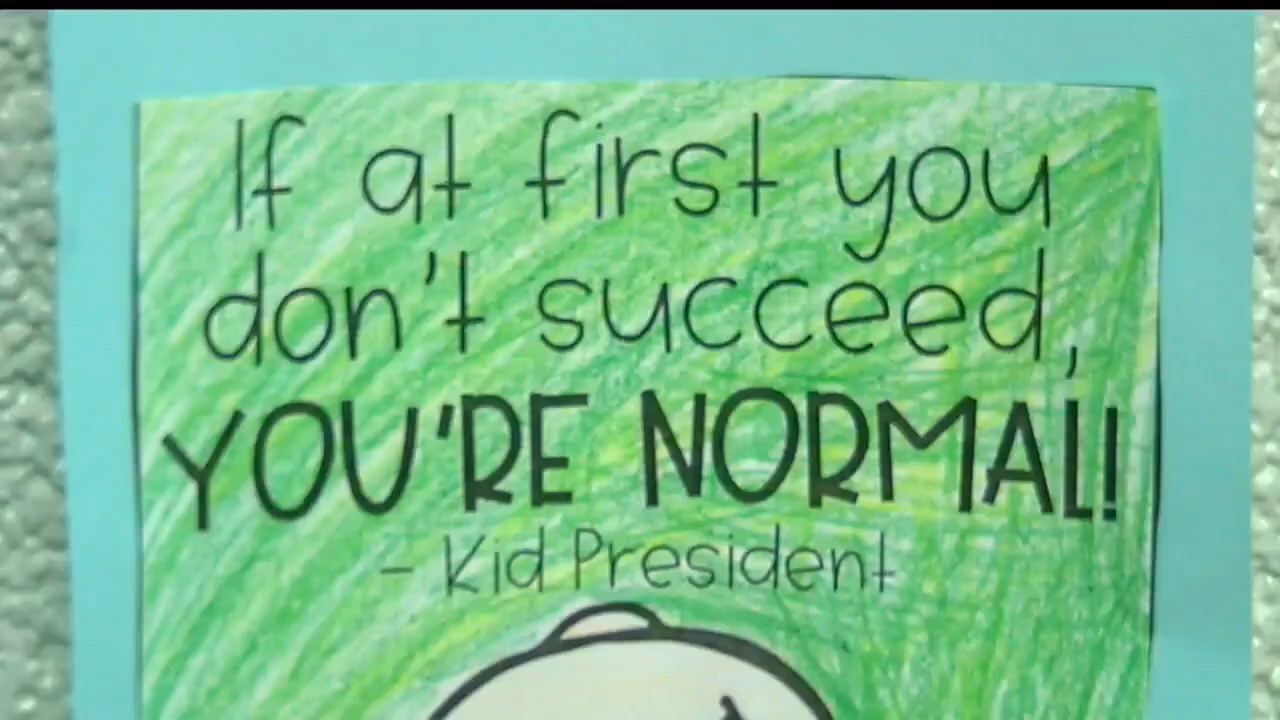 If at first you
don't succeed,
YOU'RE NORMAL!
- Kid President